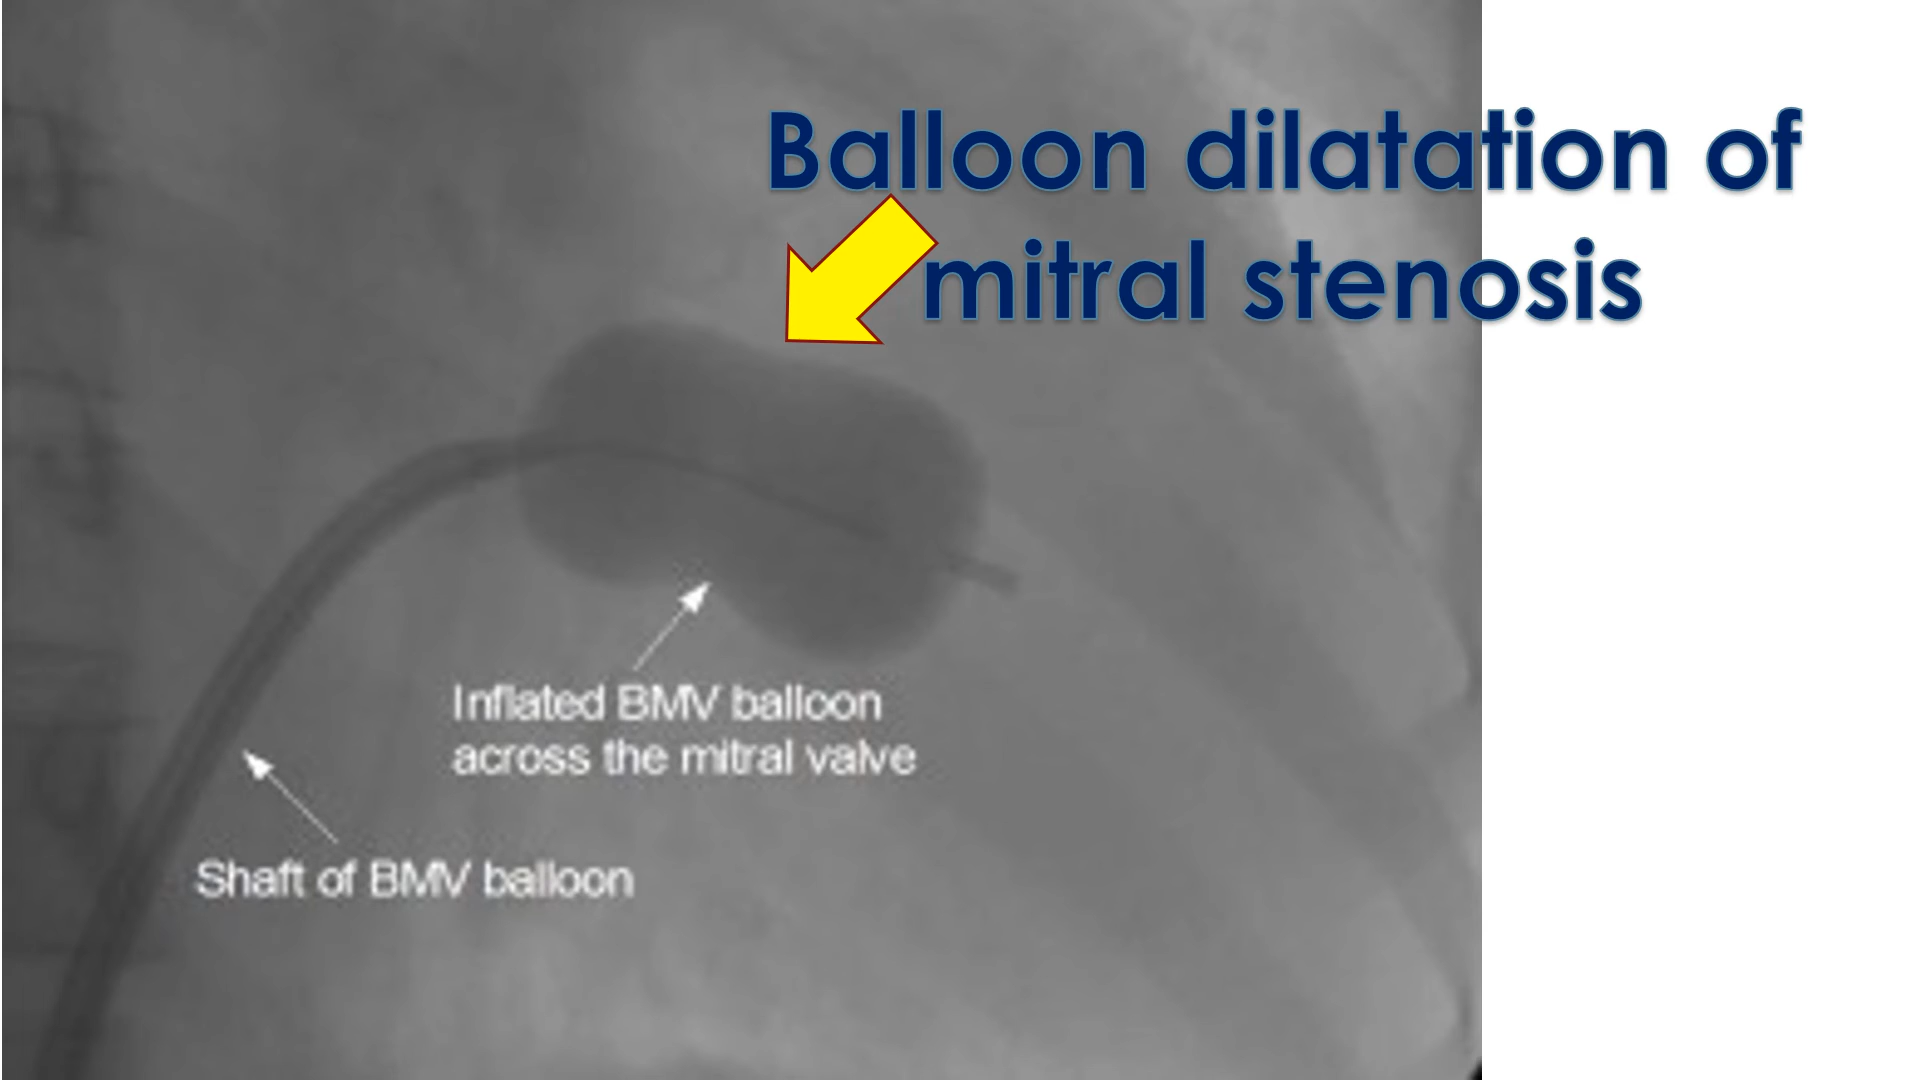 Balloon dilatation of
mitral stenosis
Inflated BMV balloon
across the mitral valve
Shaft of BMV balloon